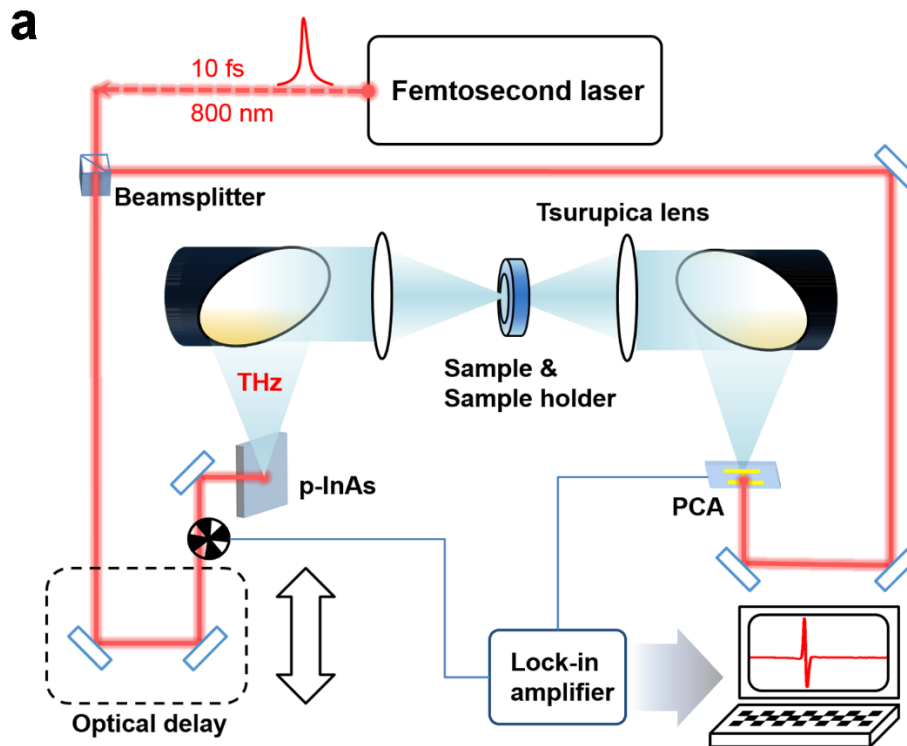 a
10 fs
800 nm
Femtosecond laser
Beamsplitter
Tsurupica lens
THz
Sample &
Sample holder
p-InAs
PCA
Lock-in
amplifier
Optical delay